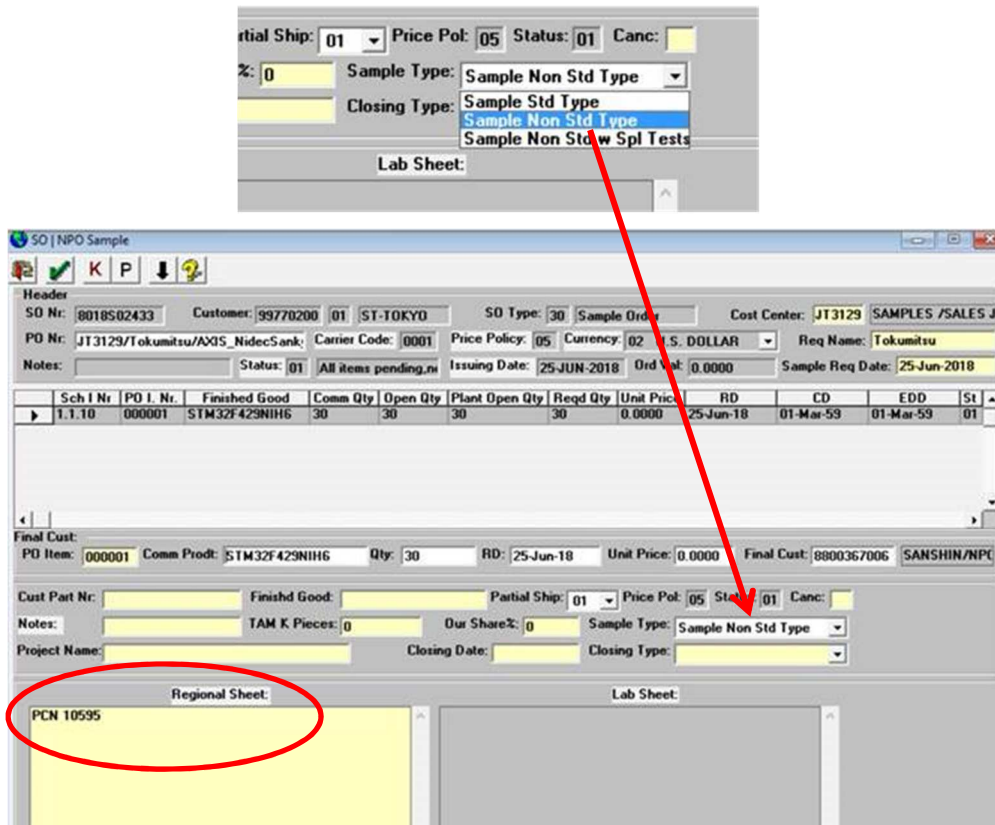 rtial Ship: 01 Price Pol: 05 Status: 01 Canc:
%: 0 Sample Type: Sample Non Std Type
Closing Type: Sample Std Type
Sample Non Std Type
Sample Non Std w Spl Tests
Lab Sheet:
SO | NPO Sample
K P
Header
SO Nr: 8018S02433 Customer: 99770200 01 ST-TOKYO SO Type: 30 Sample Order Cost Center: JT3129 SAMPLES /SALES J
PO Nr: JT3129/Tokumitsu/AXIS_NidecSank Carrier Code: 0001 Price Policy: 05 Currency: 02 U.S. DOLLAR Req Name: Tokumitsu
Notes: Status: 01 All items pending,n Issuing Date: 25-JUN-2018 Ord Val: 0.0000 Sample Req Date: 25-Jun-2018
Sch I Nr PO I. Nr. Finished Good Comm Qty Open Qty Plant Open Qty Reqd Qty Unit Price RD CD EDD St
1.1.10 000001 STM32F429NIH6 30 30 30 30 0.0000 25-Jun-18 01-Mar-59 01-Mar-59 01
Final Cust:
PO Item: 000001 Comm Prodt: STM32F429NIH6 Qty: 30 RD: 25-Jun-18 Unit Price: 0.0000 Final Cust: 8800367006 SANSHIN/NP
Cust Part Nr: Finishd Good: Partial Ship: 01 Price Pol: 05 01 Canc:
Notes: TAM K Pieces: 0 Our Share%: 0 Sample Type: Sample Non Std Type
Project Name: Closing Date: Closing Type:
Regional Sheet: Lab Sheet:
PCN 10595